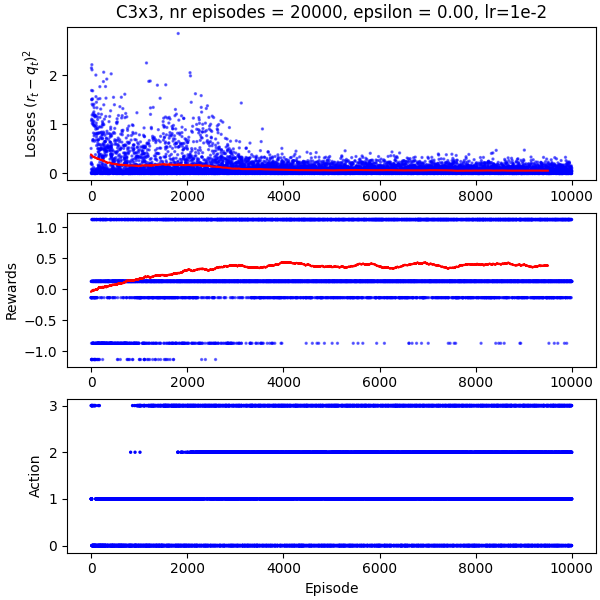 C3x3, nr episodes = 20000, epsilon = 0.00, lr=1e-2
Losses $(r_t - q_t)^2$
2
1
0
0 2000 4000 6000 8000 10000
Rewards
1.0
0.5
0.0
−0.5
−1.0
0 2000 4000 6000 8000 10000
Action
3
2
1
0
0 2000 4000 6000 8000 10000
Episode